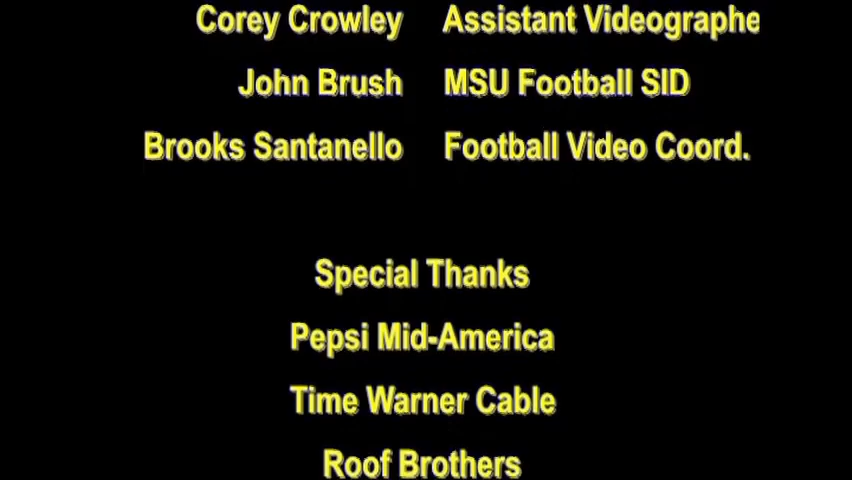 Corey Crowley Assistant Videographe
John Brush MSU Football SID
Brooks Santanello Football Video Coord.
Special Thanks
Pepsi Mid-America
Time Warner Cable
Roof Brothers